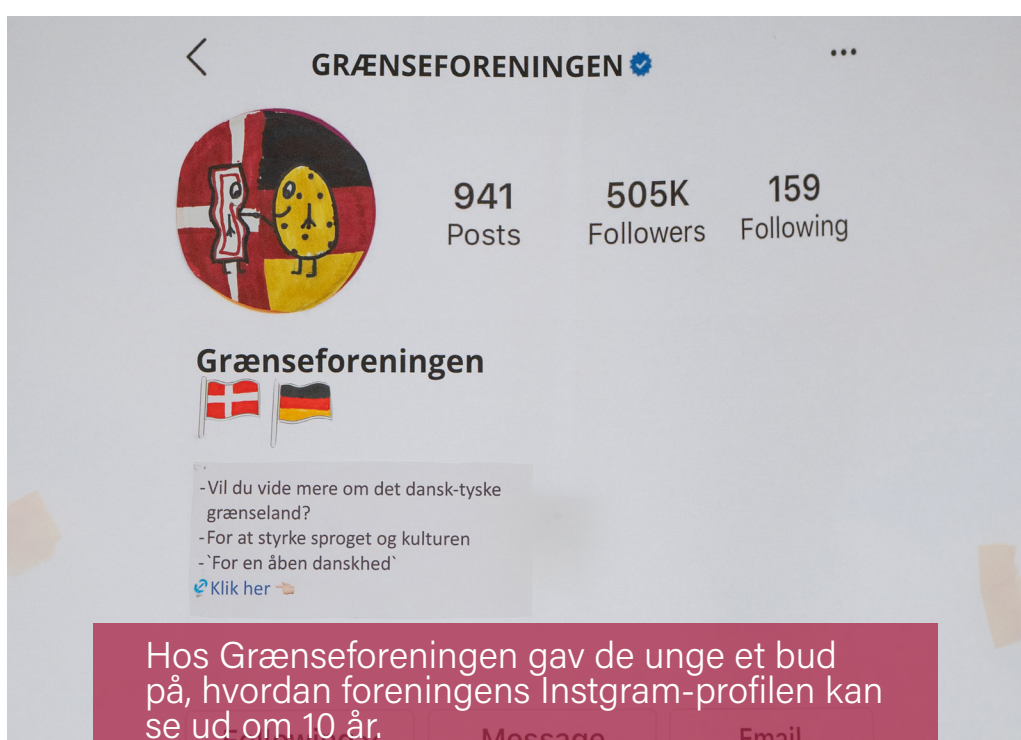 GRÆNSEFORENINGEN
941 505K 159
Posts Followers Following
Grænseforeningen
-Vil du vide mere om det dansk-tyske
grænseland?
-For at styrke sproget og kulturen
-`For en åben danskhed`
Klik her
Hos Grænseforeningen gav de unge et bud
på, hvordan foreningens Instgram-profilen kan
se ud om 10 år.
Message Email